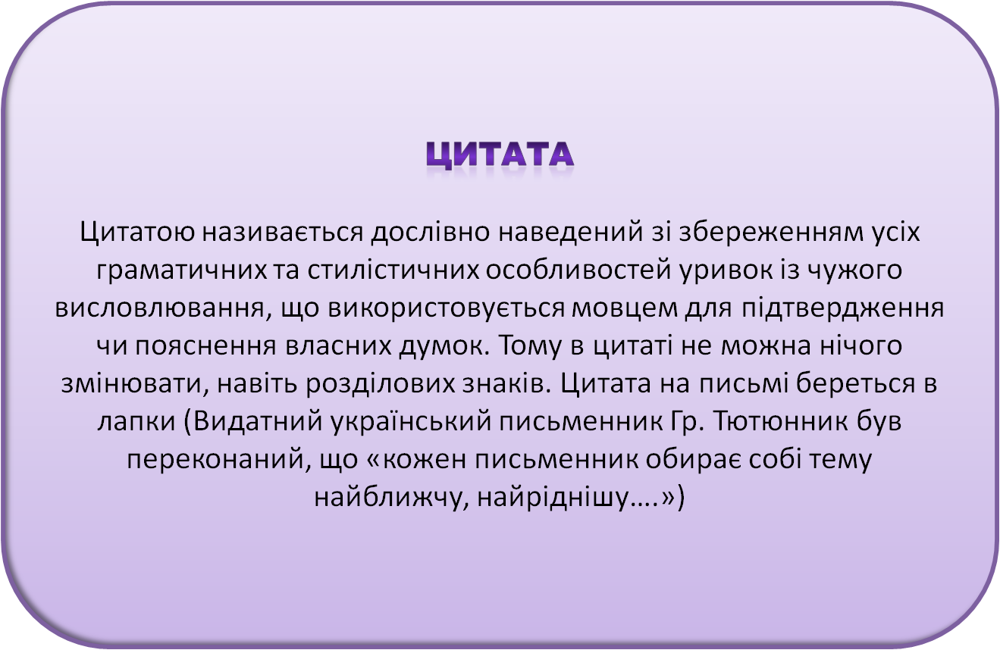 ЦИТАТА
Цитатою називається дослівно наведений зі збереженням усіх
граматичних та стилістичних особливостей уривок із чужого
висловлювання, що використовується мовцем для підтвердження
чи пояснення власних думок. Тому в цитаті не можна нічого
змінювати, навіть розділових знаків. Цитата на письмі береться в
лапки (Видатний український письменник Гр. Тютюнник був
переконаний, що «кожен письменник обирає собі тему
найближчу, найріднішу….»)